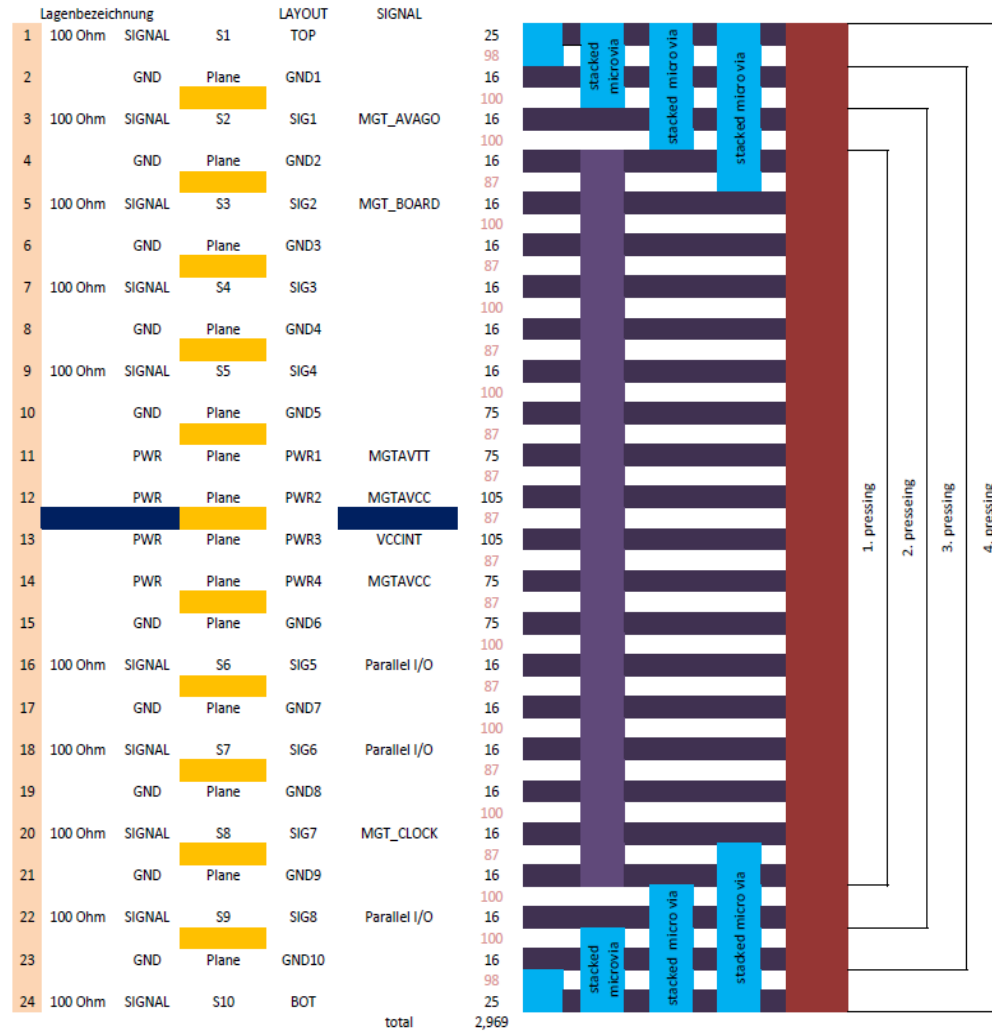 Lagenbezeichnung LAYOUT SIGNAL
1 100 Ohm SIGNAL S1 TOP 25
98
2 GND Plane GND1 16
100
3 100 Ohm SIGNAL S2 SIG1 MGT_AVAGO 16
100
4 GND Plane GND2 16
87
5 100 Ohm SIGNAL S3 SIG2 MGT_BOARD 16
100
6 GND Plane GND3 16
87
7 100 Ohm SIGNAL S4 SIG3 16
100
8 GND Plane GND4 16
87
9 100 Ohm SIGNAL S5 SIG4 16
100
10 GND Plane GND5 75
87
11 PWR Plane PWR1 MGTAVTT 75
87
12 PWR Plane PWR2 MGTAVCC 105
87
13 PWR Plane PWR3 VCCINT 105
87
14 PWR Plane PWR4 MGTAVCC 75
87
15 GND Plane GND6 75
100
16 100 Ohm SIGNAL S6 SIG5 Parallel I/O 16
87
17 GND Plane GND7 16
100
18 100 Ohm SIGNAL S7 SIG6 Parallel I/O 16
87
19 GND Plane GND8 16
100
20 100 Ohm SIGNAL S8 SIG7 MGT_CLOCK 16
87
21 GND Plane GND9 16
100
22 100 Ohm SIGNAL S9 SIG8 Parallel I/O 16
100
23 GND Plane GND10 16
98
24 100 Ohm SIGNAL S10 BOT 25
total 2,969
stacked
microvia
stacked micro via
stacked micro via
stacked
microvia
stacked micro via
stacked micro via
1. pressing
2. presseing
3. pressing
4. pressing